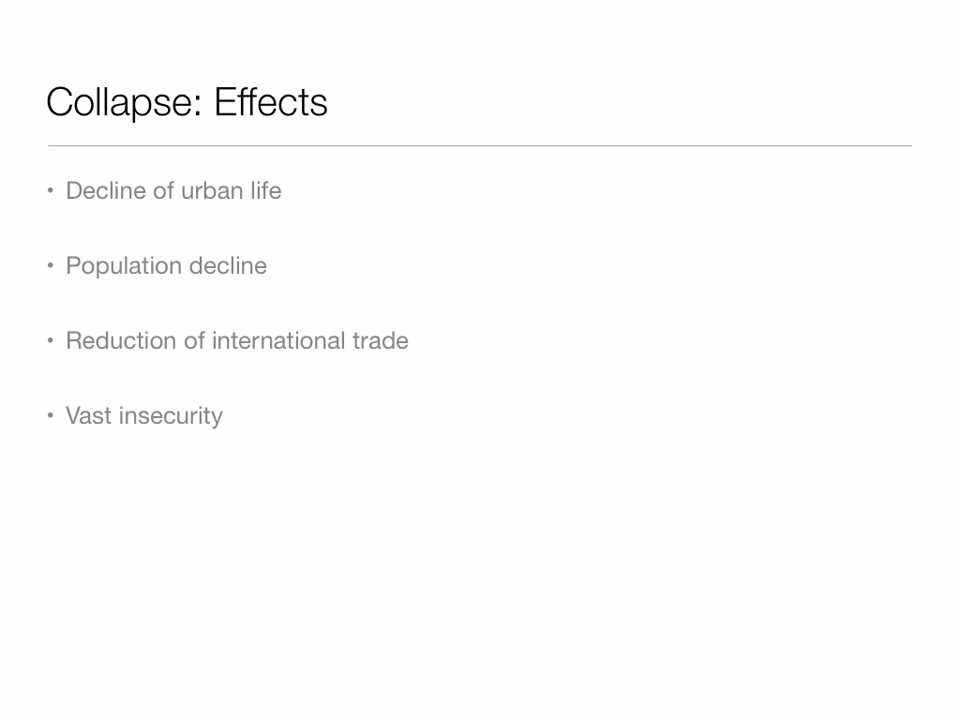 Collapse: Effects
• Decline of urban life
• Population decline
• Reduction of international trade
• Vast insecurity